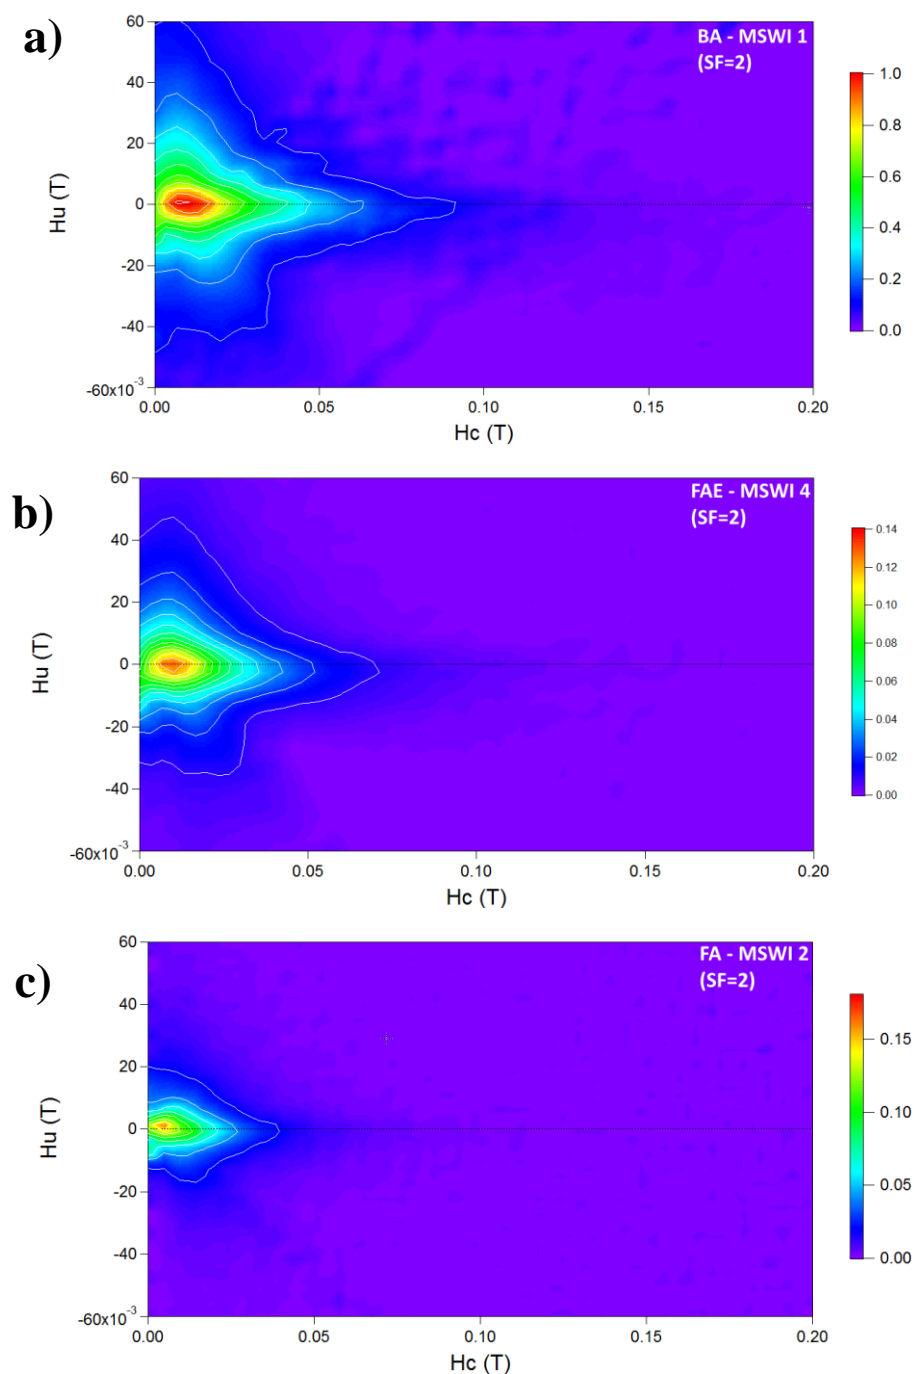 a)
BA - MSWI 1
(SF=2)
60
40
20
0
-20
-40
-60x10-3
Hu (T)
0.00
0.05
0.10
0.15
0.20
Hc (T)
1.0
0.8
0.6
0.4
0.2
0.0
b)
FAE - MSWI 4
(SF=2)
60
40
20
0
-20
-40
-60x10-3
Hu (T)
0.00
0.05
0.10
0.15
0.20
Hc (T)
0.14
0.12
0.10
0.08
0.06
0.04
0.02
0.00
c)
FA - MSWI 2
(SF=2)
60
40
20
0
-20
-40
-60x10-3
Hu (T)
0.00
0.05
0.10
0.15
0.20
Hc (T)
0.15
0.10
0.05
0.00